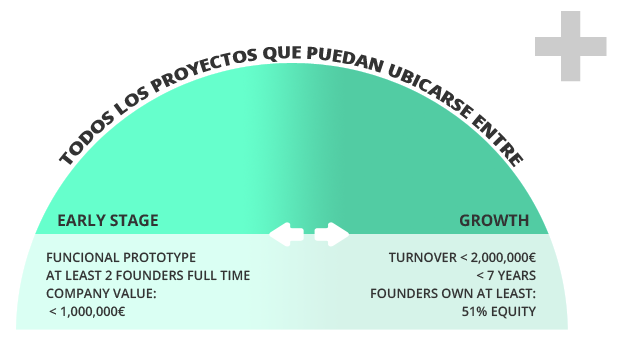 TODOS LOS PROYECTOS QUE PUEDAN UBICARSE ENTRE
EARLY STAGE
FUNCIONAL PROTOTYPE
AT LEAST 2 FOUNDERS FULL TIME
COMPANY VALUE:
< 1,000,000€
GROWTH
TURNOVER < 2,000,000€
< 7 YEARS
FOUNDERS OWN AT LEAST:
51% EQUITY